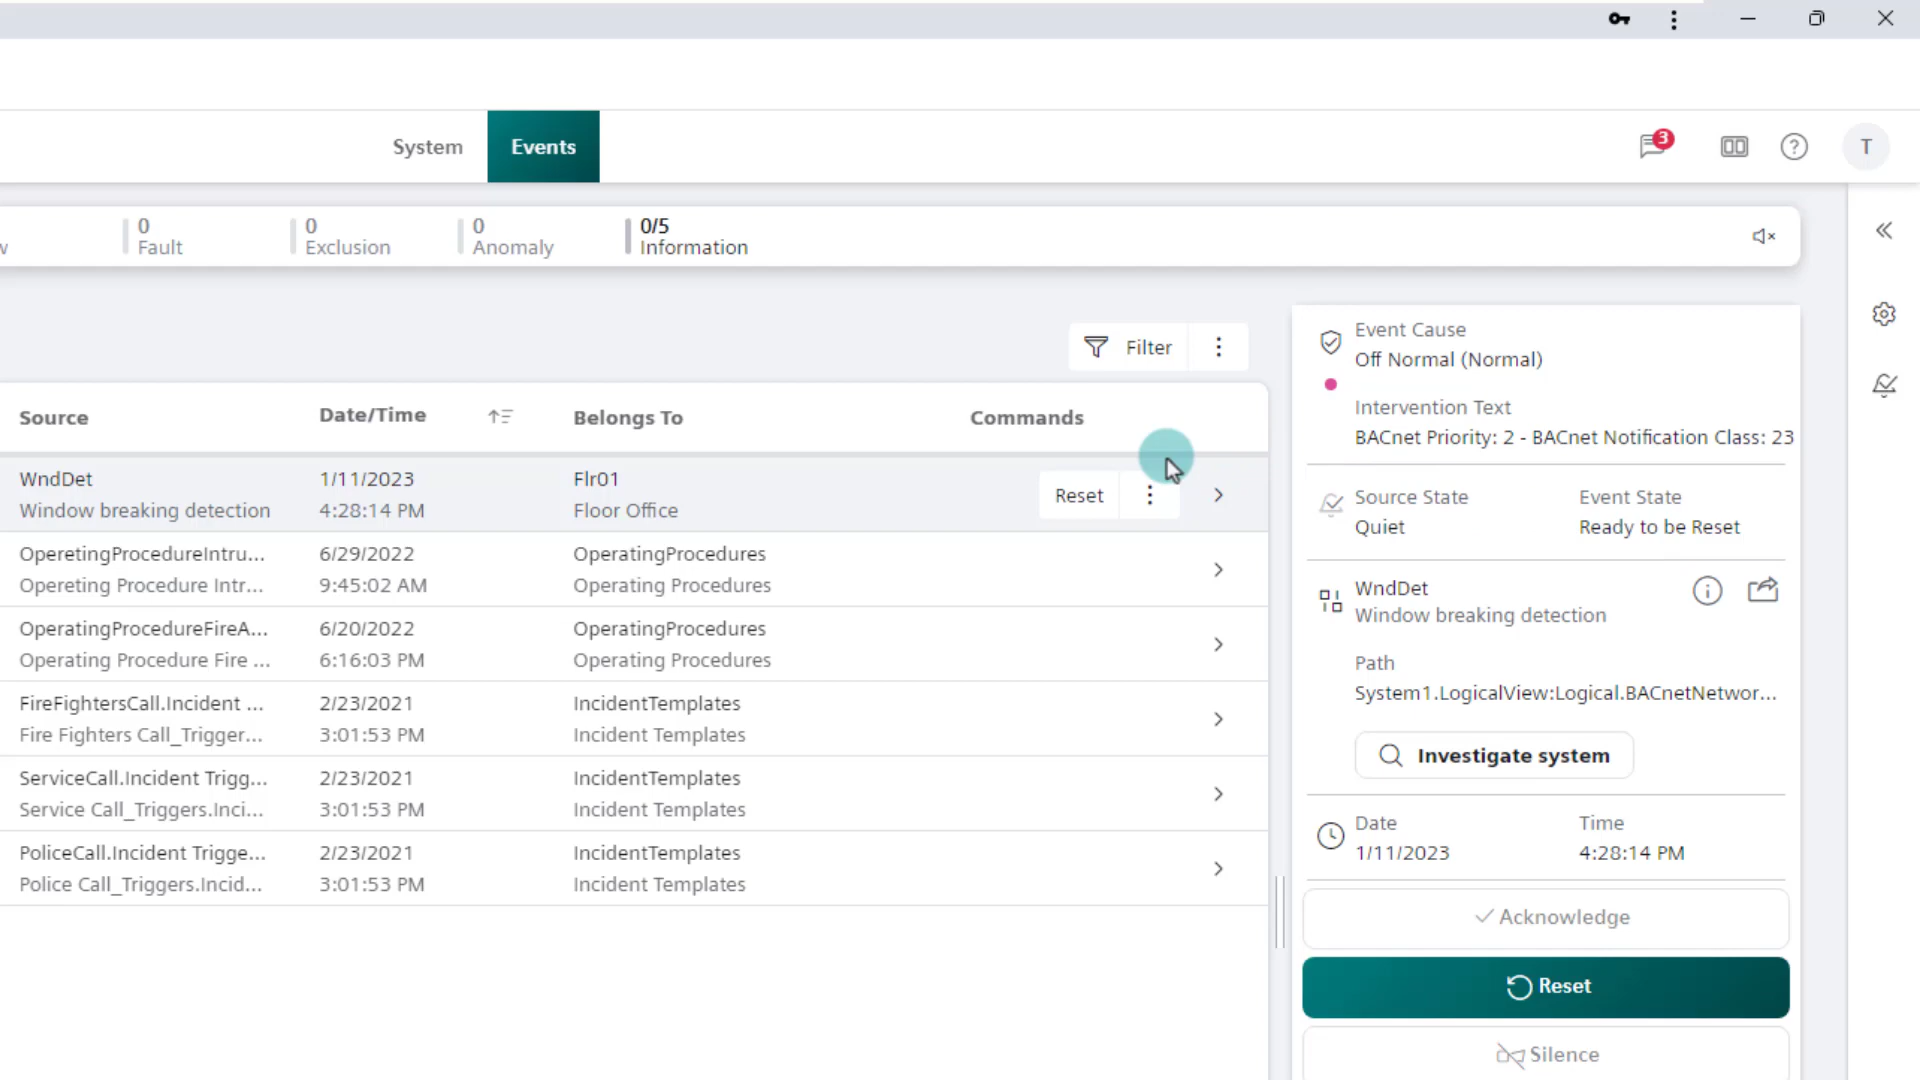 System
Events
3
T
w
0
Fault
0
Exclusion
0
Anomaly
0/5
Information
Filter
Source
Date/Time
Belongs To
Commands
WndDet
1/11/2023
Flr01
Window breaking detection
4:28:14 PM
Floor Office
Reset
OperetingProcedureIntru...
6/29/2022
OperatingProcedures
Opereting Procedure Intr...
9:45:02 AM
Operating Procedures
OperatingProcedureFireA...
6/20/2022
OperatingProcedures
Operating Procedure Fire ...
6:16:03 PM
Operating Procedures
FireFightersCall.Incident ...
2/23/2021
IncidentTemplates
Fire Fighters Call_Trigger...
3:01:53 PM
Incident Templates
ServiceCall.Incident Trigg...
2/23/2021
IncidentTemplates
Service Call_Triggers.Inci...
3:01:53 PM
Incident Templates
PoliceCall.Incident Trigge...
2/23/2021
IncidentTemplates
Police Call_Triggers.Incid...
3:01:53 PM
Incident Templates
Event Cause
Off Normal (Normal)
Intervention Text
BACnet Priority: 2 - BACnet Notification Class: 23
Source State
Event State
Quiet
Ready to be Reset
WndDet
Window breaking detection
Path
System1.LogicalView:Logical.BACnetNetwor...
Investigate system
Date
Time
1/11/2023
4:28:14 PM
Acknowledge
Reset
Silence